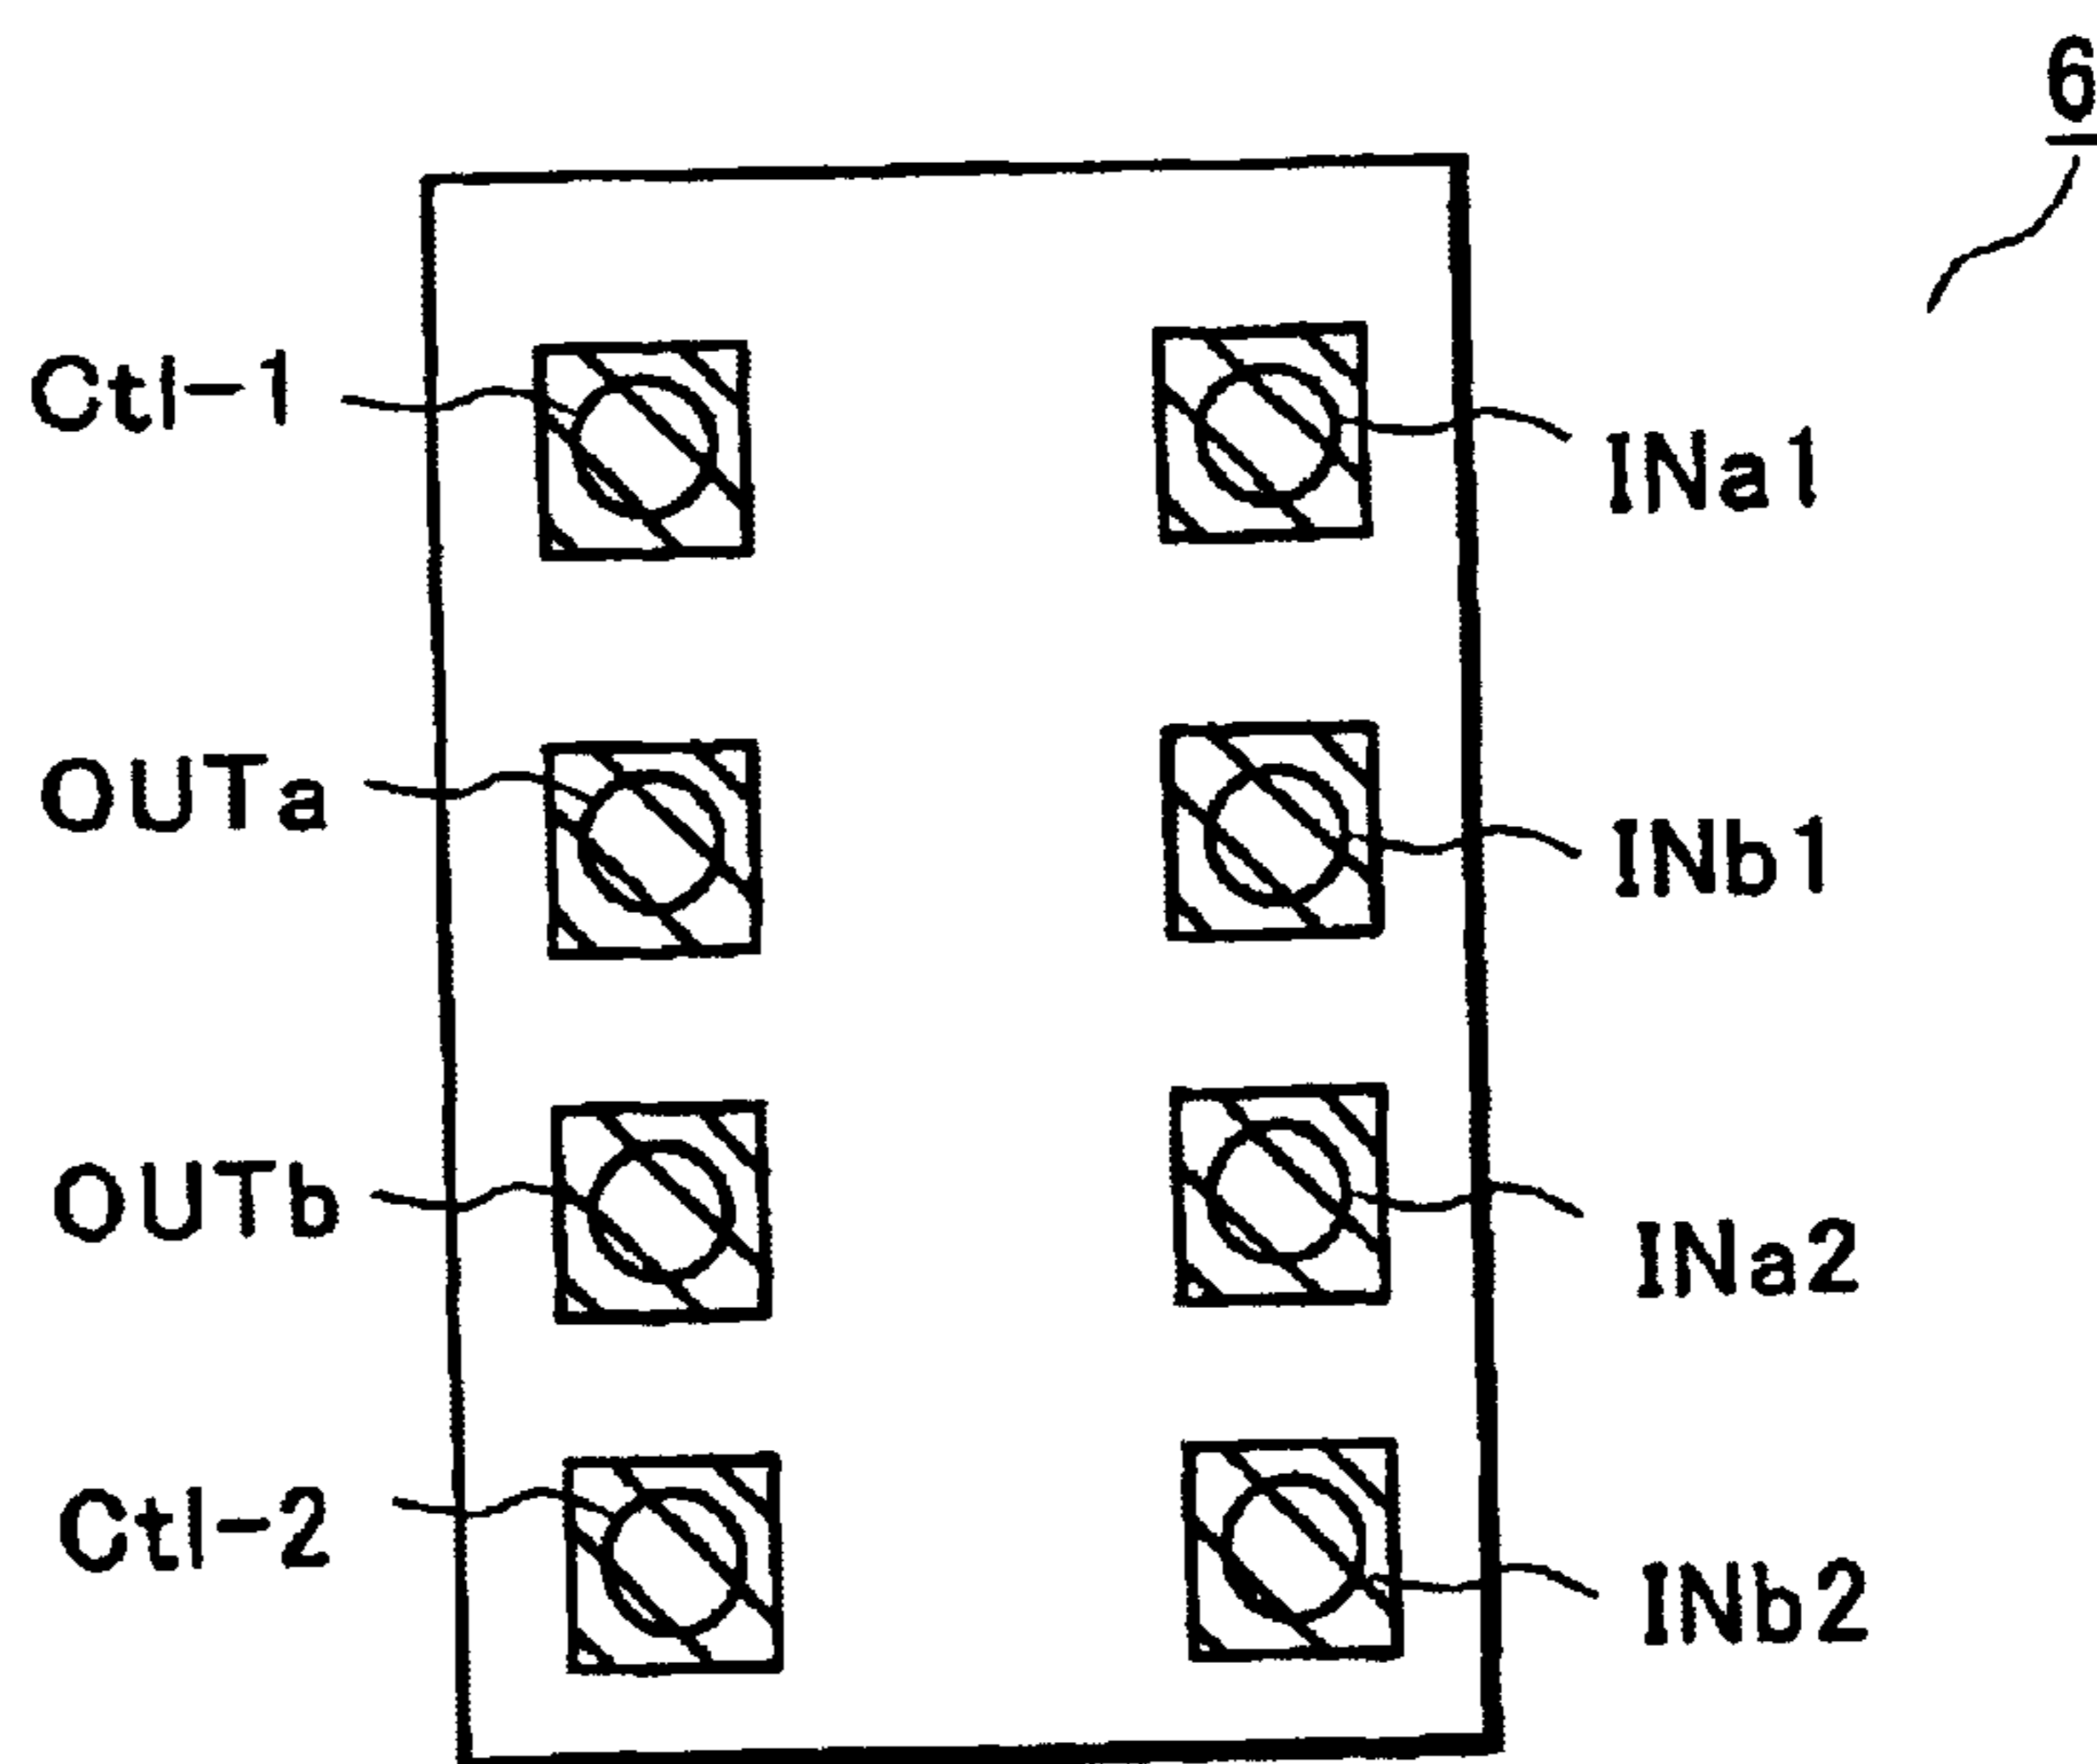 6
Ctl-1
INa1
OUTa
INb1
OUTb
INa2
Ctl-2
INb2